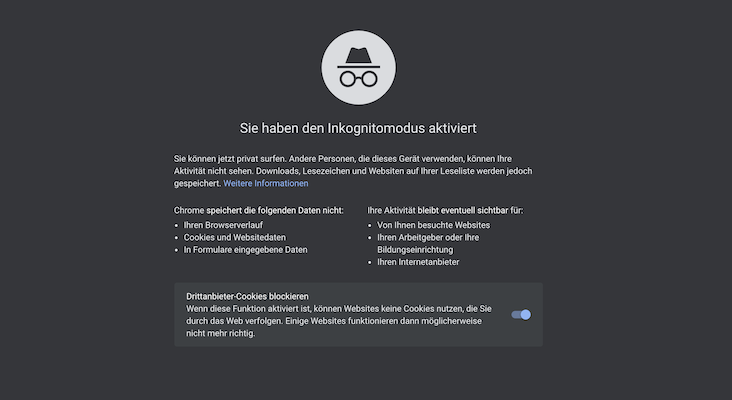 Sie haben den Inkognitomodus aktiviert
Sie können jetzt privat surfen. Andere Personen, die dieses Gerät verwenden, können Ihre
Aktivität nicht sehen. Downloads, Lesezeichen und Websites auf Ihrer Leseliste werden jedoch
gespeichert. Weitere Informationen
Chrome speichert die folgenden Daten nicht:
Ihren Browserverlauf
Cookies und Websitedaten
In Formulare eingegebene Daten
Ihre Aktivität bleibt eventuell sichtbar für:
Von Ihnen besuchte Websites
Ihren Arbeitgeber oder Ihre
Bildungseinrichtung
Ihren Internetanbieter
Drittanbieter-Cookies blockieren
Wenn diese Funktion aktiviert ist, können Websites keine Cookies nutzen, die Sie
durch das Web verfolgen. Einige Websites funktionieren dann möglicherweise
nicht mehr richtig.